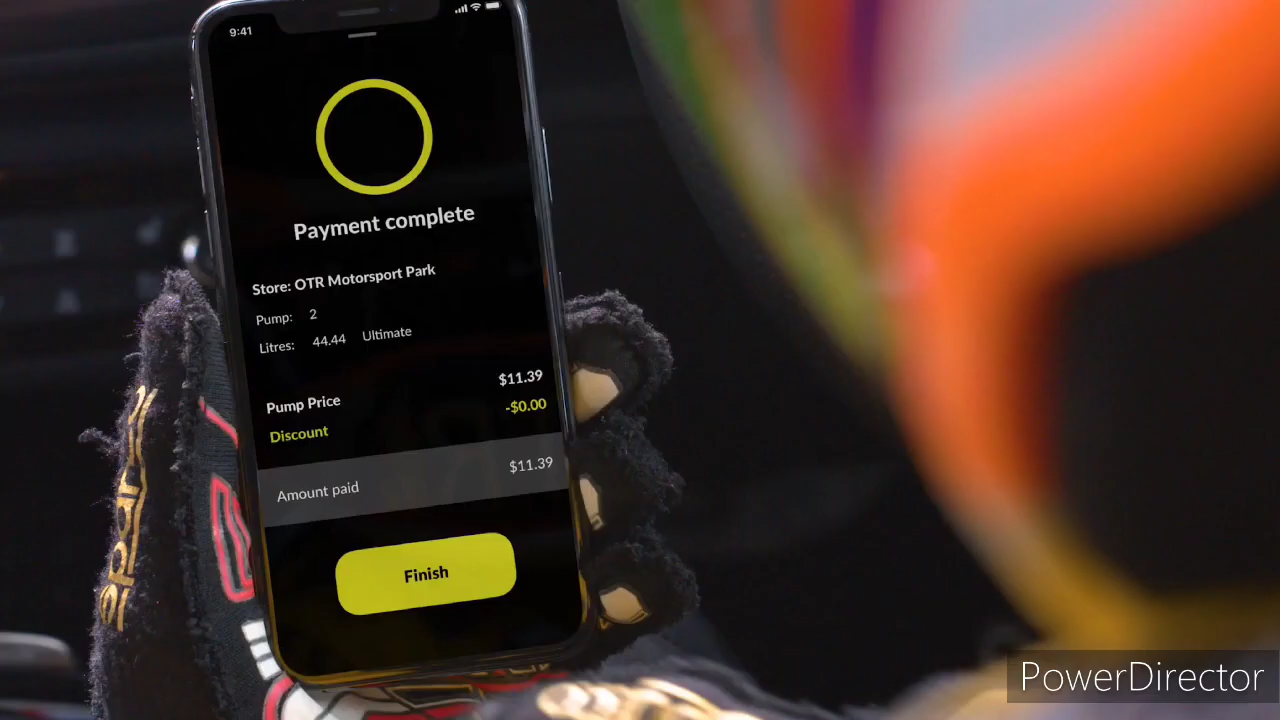 9:41
Payment complete
Store: OTR Motorsport Park
Pump: 2
Litres: 44.44 Ultimate
Pump Price $11.39
Discount -$0.00
Amount paid $11.39
Finish
PowerDirector